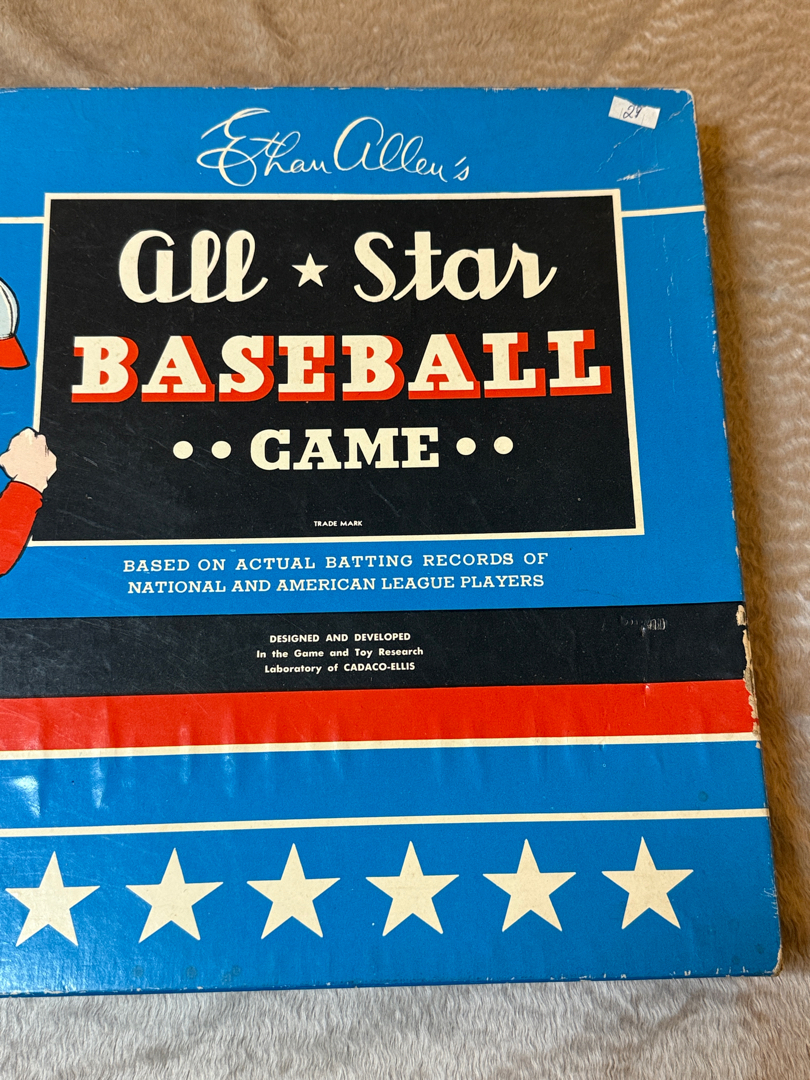 29
Ethan Allen's
All ★ Star
BASEBALL
•• GAME ••
TRADE MARK
BASED ON ACTUAL BATTING RECORDS OF
NATIONAL AND AMERICAN LEAGUE PLAYERS
DESIGNED AND DEVELOPED
In the Game and Toy Research
Laboratory of CADACO-ELLIS